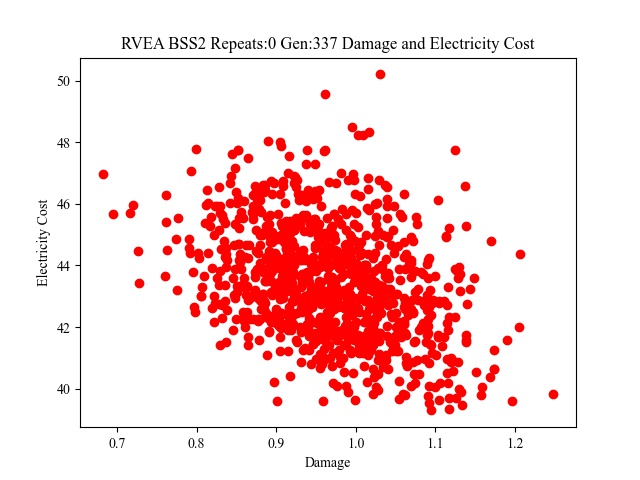 RVEA BSS2 Repeats:0 Gen:337 Damage and Electricity Cost
50
48
46
44
42
40
Electricity Cost
0.7 0.8 0.9 1.0 1.1 1.2
Damage